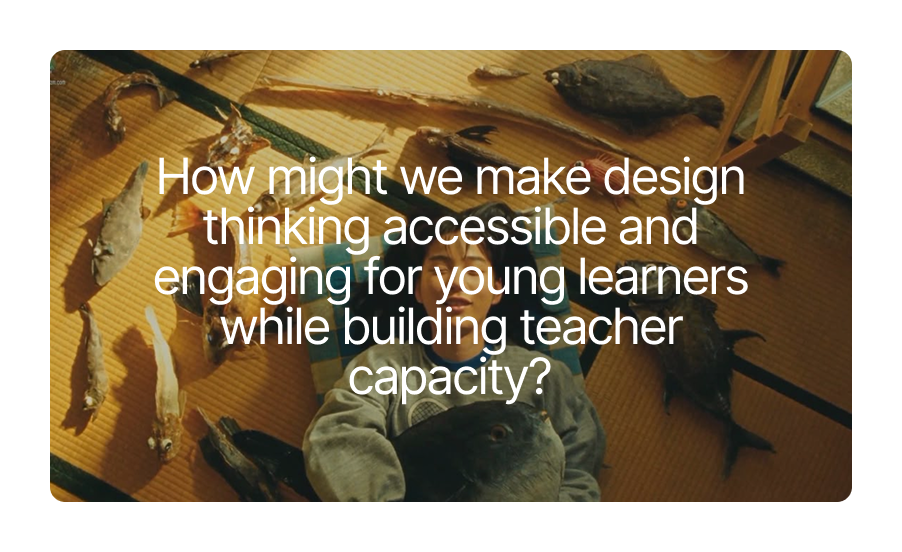 How might we make design
thinking accessible and
engaging for young learners
while building teacher
capacity?